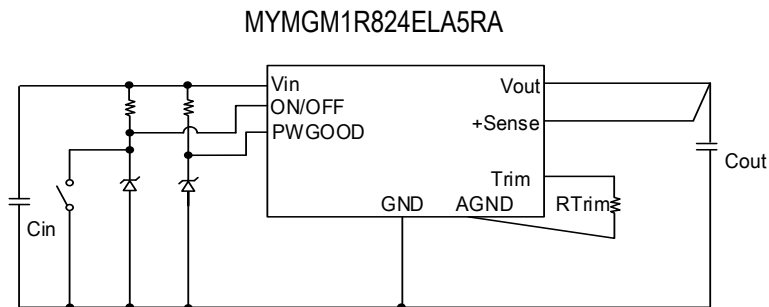 MYMGM1R824ELA5RA
Vin
Vout
ON/OFF
+Sense
PWGOOD
Cout
Trim
RTrim
GND
AGND
Cin